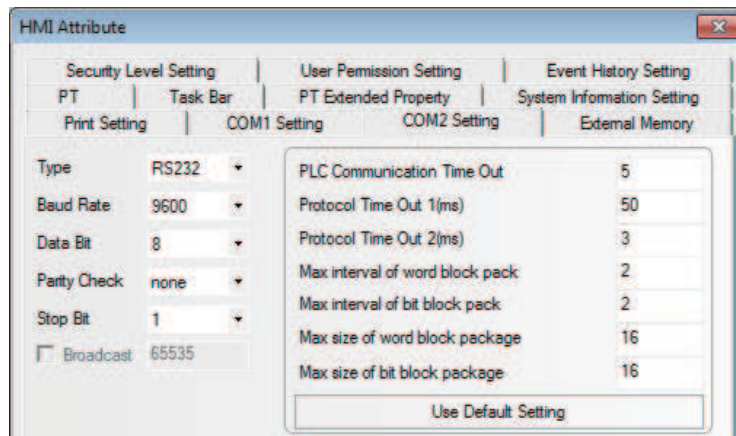 HMI Attribute
Security Level Setting User Permission Setting Event History Setting
PT Task Bar PT Extended Property System Information Setting
Print Setting COM1 Setting COM2 Setting External Memory
Type RS232
Baud Rate 9600
Data Bit 8
Parity Check none
Stop Bit 1
Broadcast 65535
PLC Communication Time Out 5
Protocol Time Out 1(ms) 50
Protocol Time Out 2(ms) 3
Max interval of word block pack 2
Max interval of bit block pack 2
Max size of word block package 16
Max size of bit block package 16
Use Default Setting